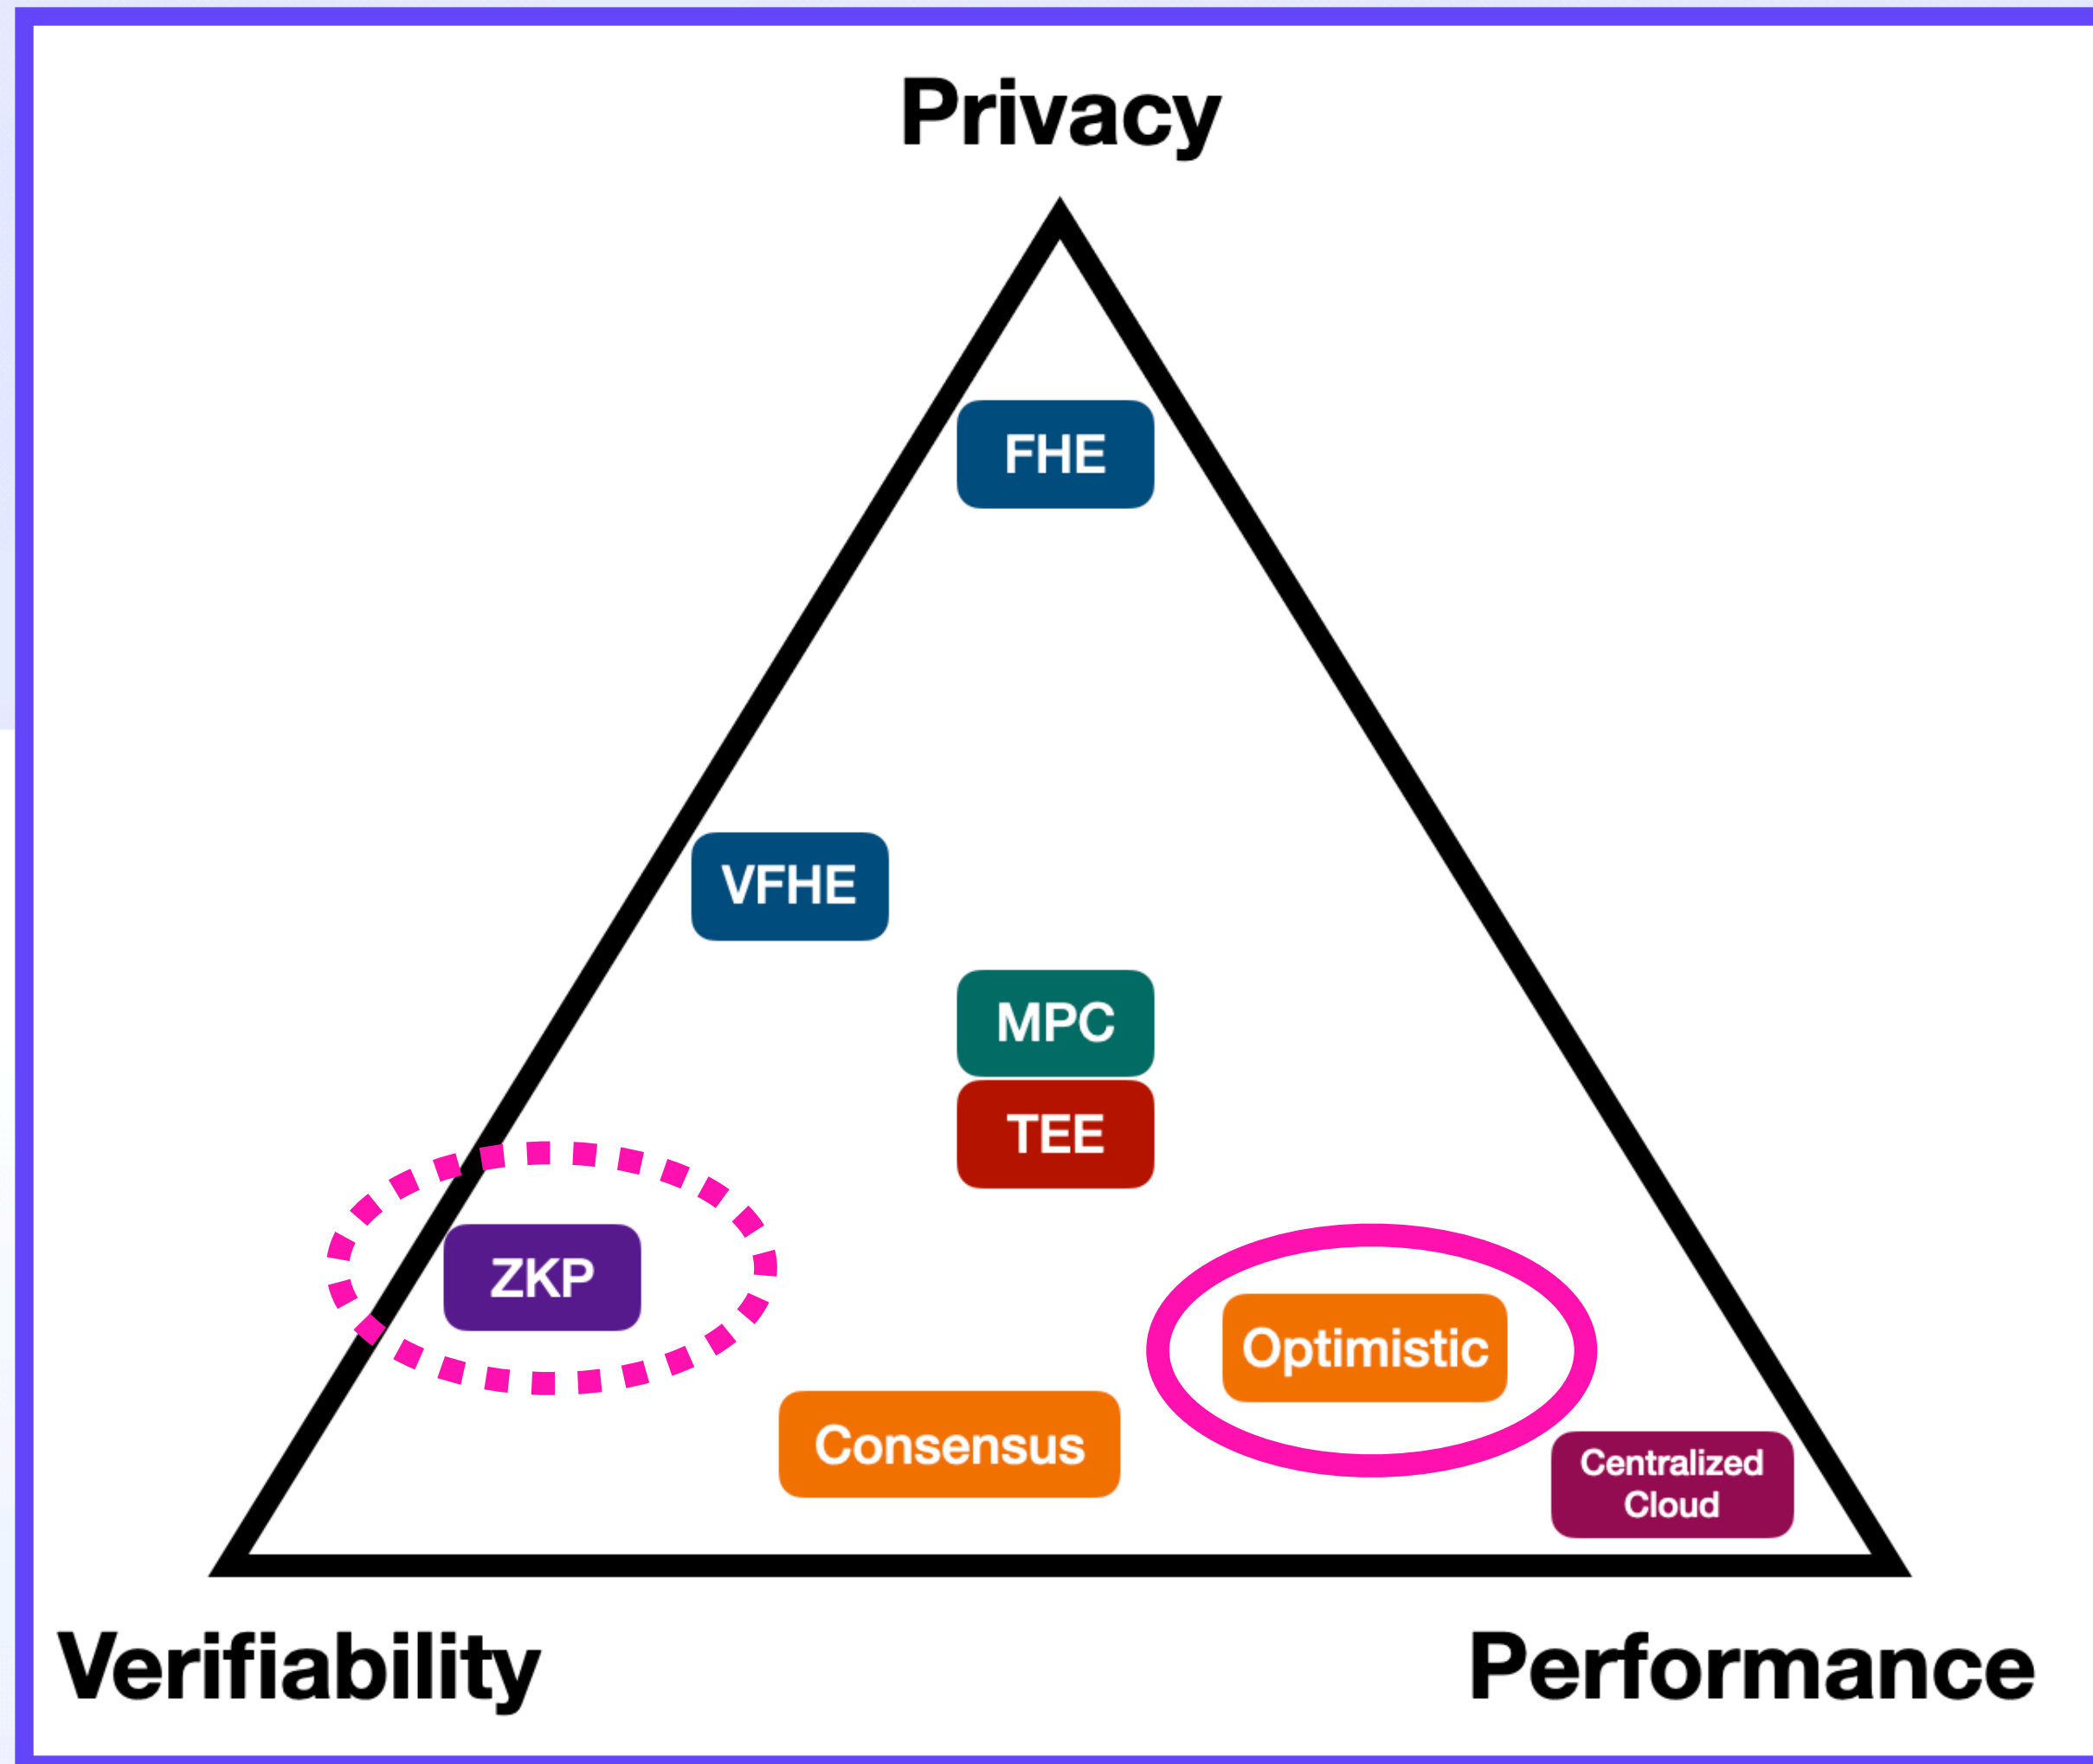 Privacy
FHE
VFHE
MPC
TEE
ZKP
Optimistic
Consensus
Centralized
Cloud
Verifiability
Performance